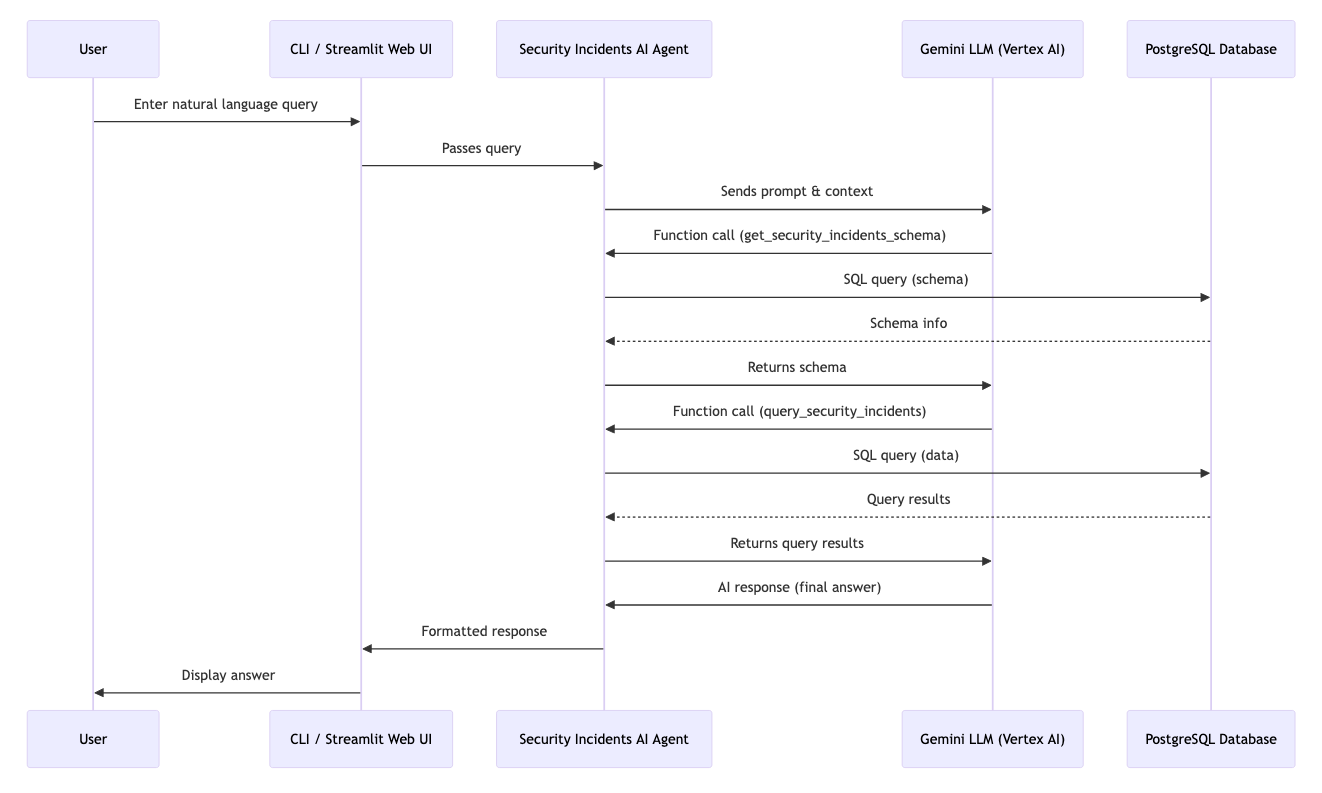 User
CLI / Streamlit Web UI
Security Incidents AI Agent
Gemini LLM (Vertex AI)
PostgreSQL Database
Enter natural language query
Passes query
Sends prompt & context
Function call (get_security_incidents_schema)
SQL query (schema)
Schema info
Returns schema
Function call (query_security_incidents)
SQL query (data)
Query results
Returns query results
AI response (final answer)
Formatted response
Display answer
User
CLI / Streamlit Web UI
Security Incidents AI Agent
Gemini LLM (Vertex AI)
PostgreSQL Database